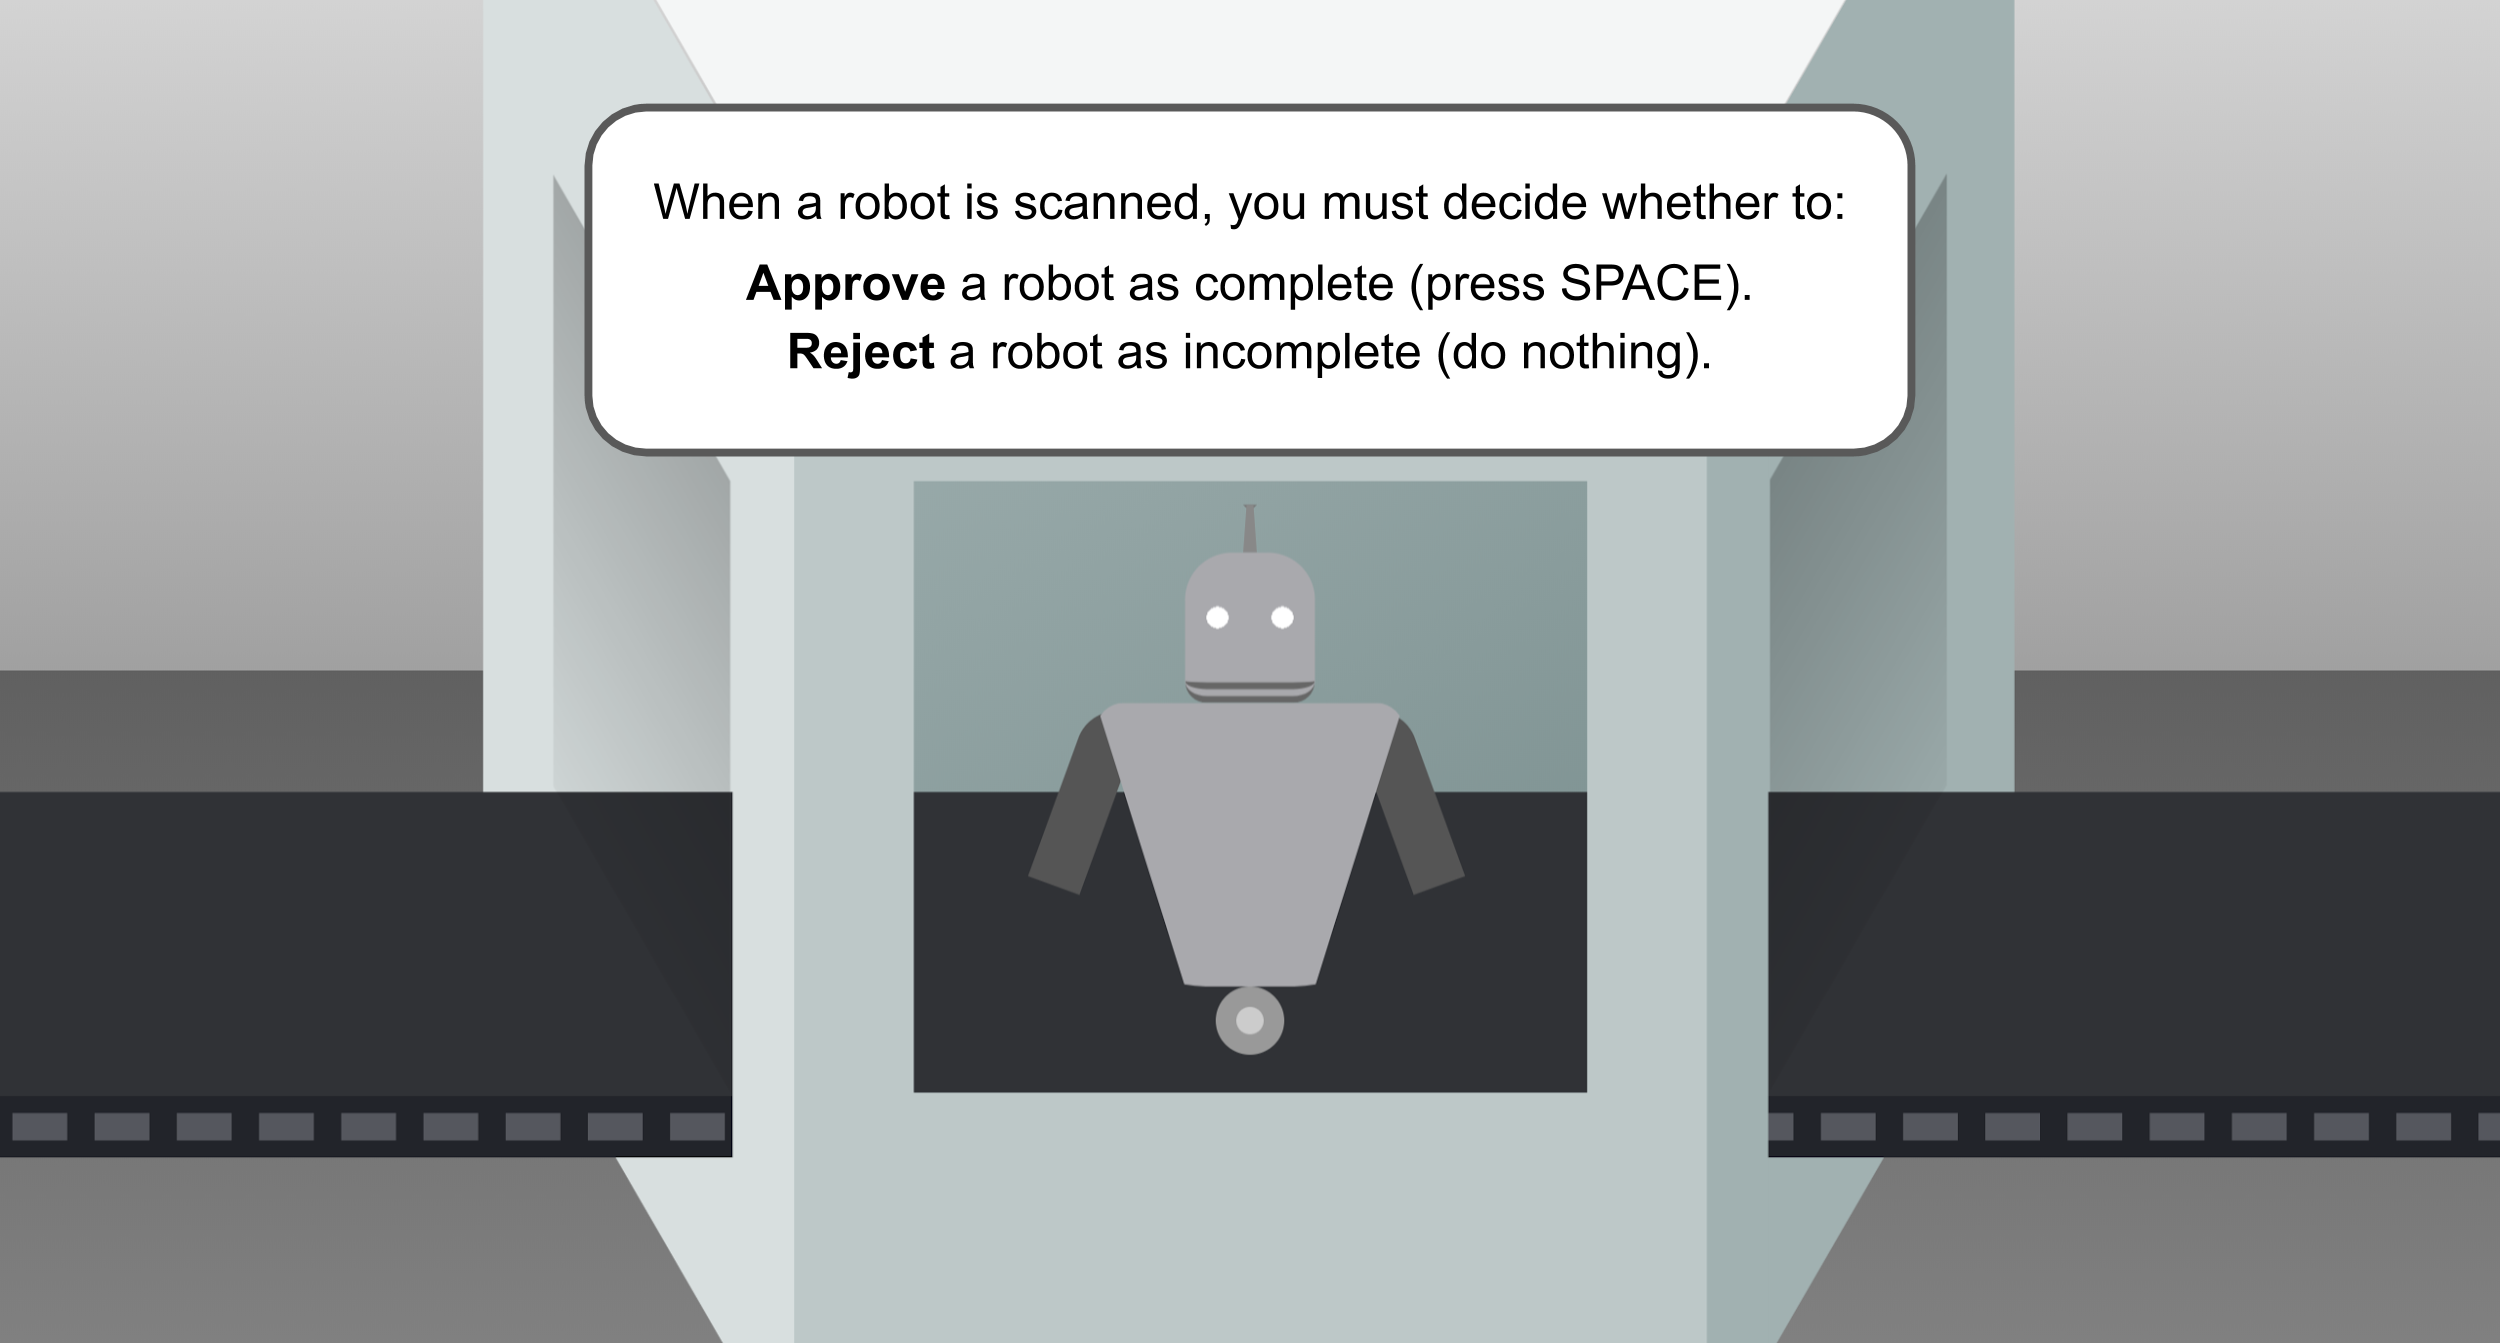 When a robot is scanned, you must decide whether to:
Approve a robot as complete (press SPACE).
Reject a robot as incomplete (do nothing).